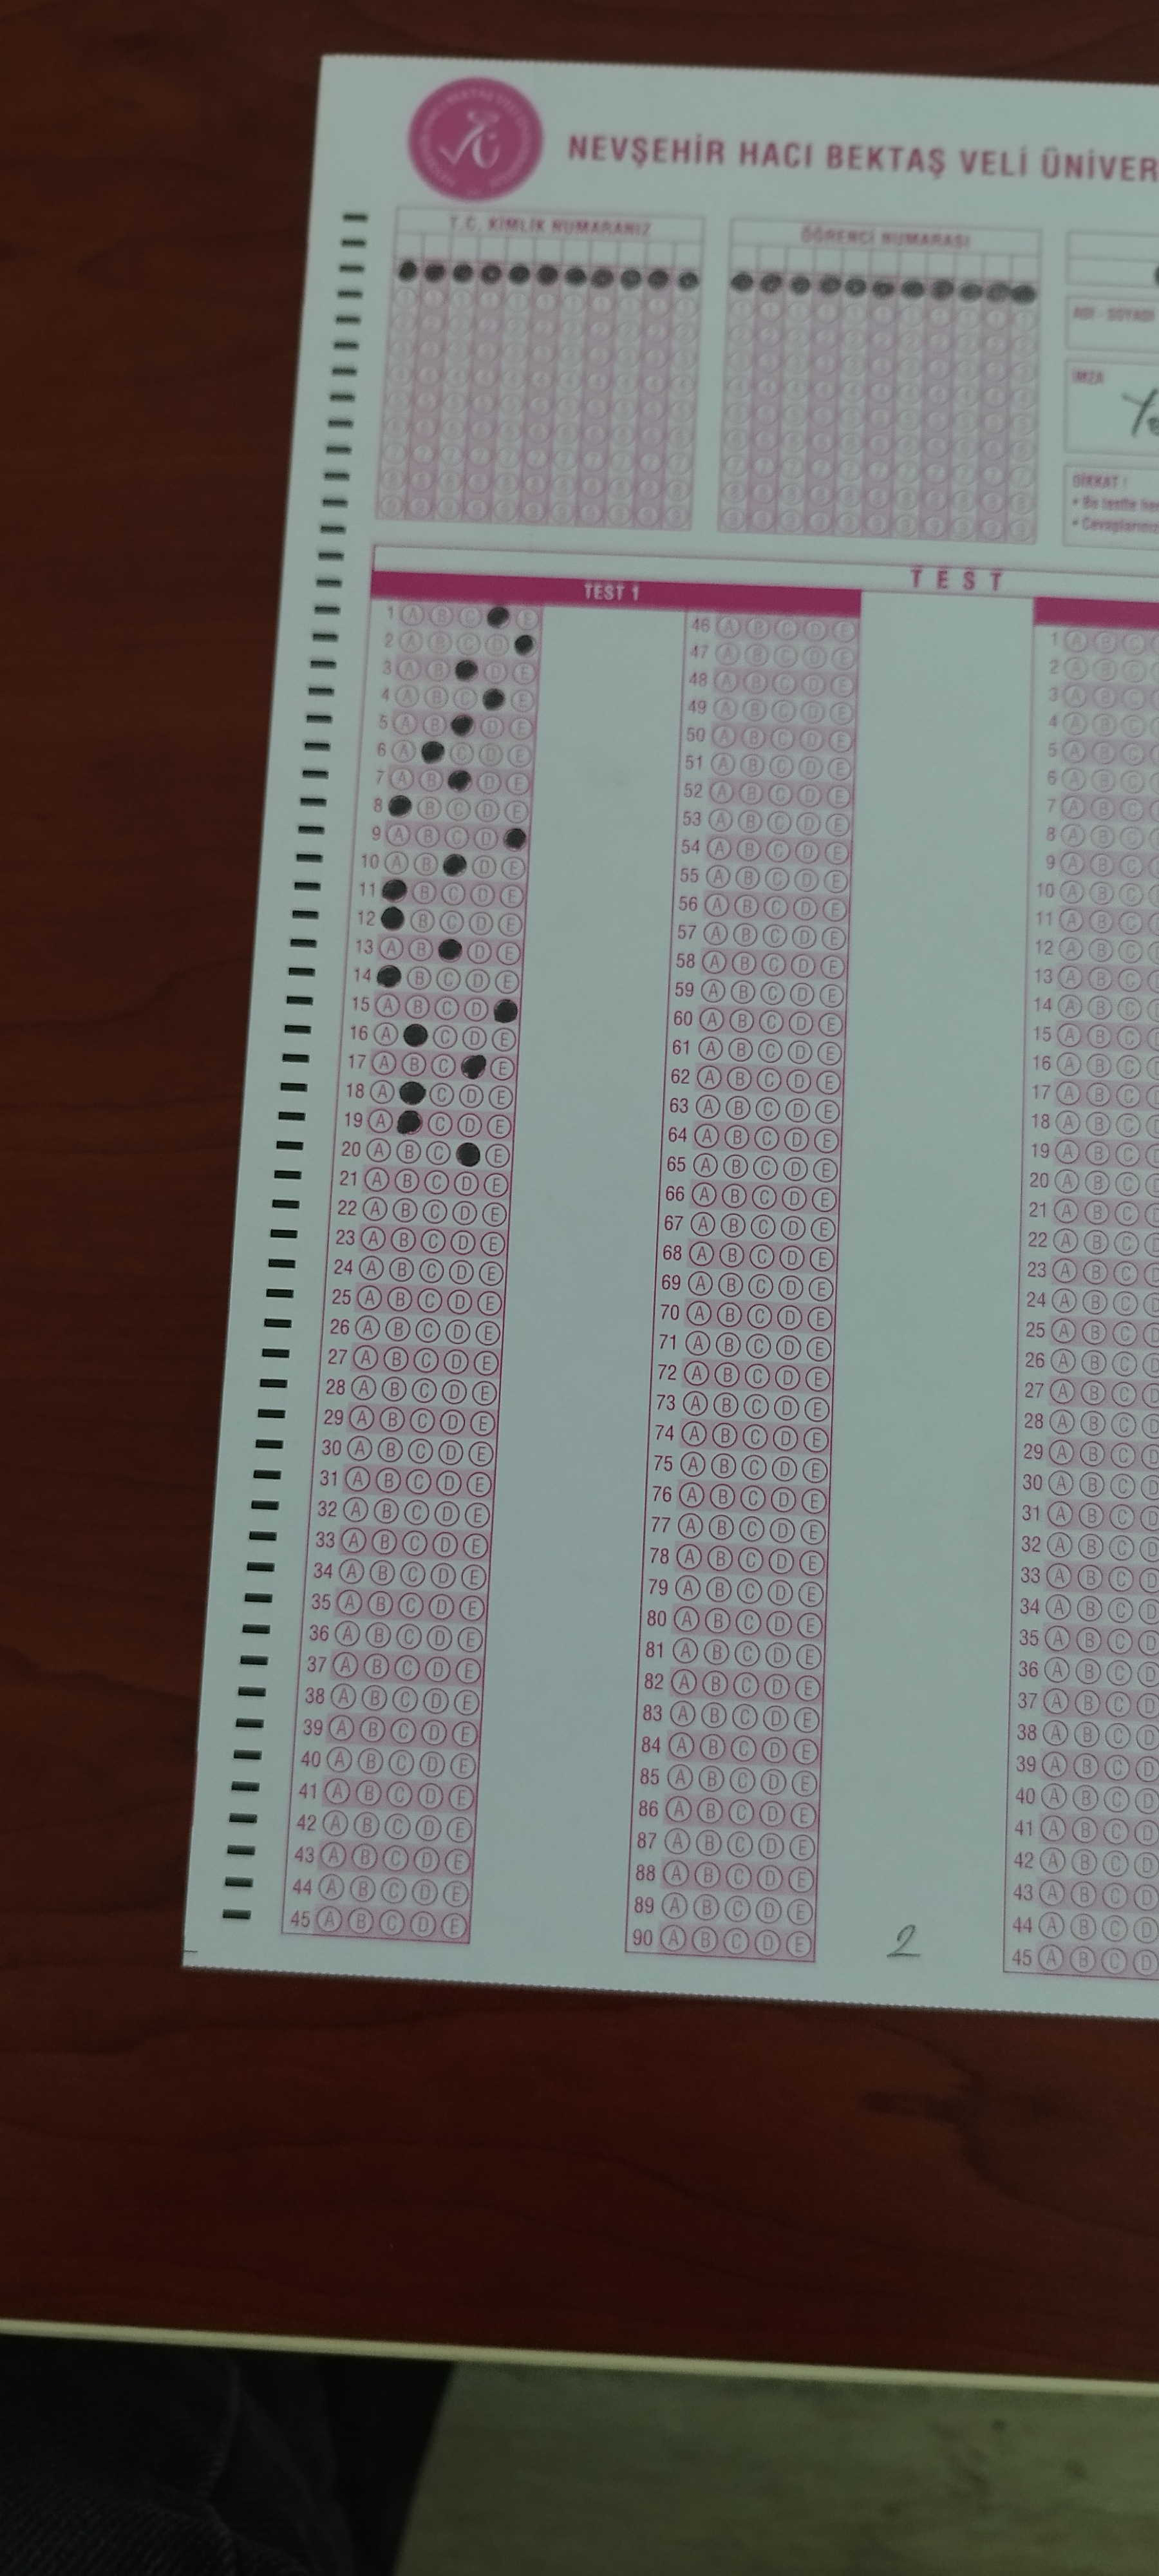 NEVŞEHİR HACI BEKTAŞ VELİ ÜNİVER
T.C. KİMLİK NUMARANIZ
ÖĞRENCİ NUMARASI
ADI - SOYADI
İMZA
DİKKAT !
TEST
TEST 1
1 A B C E
2 A B C D
3 A B D E
4 A B C E
5 A B D E
6 A C D E
7 A B D E
8 B C D E
9 A B C D
10 A B D E
11 B C D E
12 B C D E
13 A B D E
14 B C D E
15 A B C D
16 A C D E
17 A B C E
18 A C D E
19 A C D E
20 A B C E
21 A B C D E
22 A B C D E
23 A B C D E
24 A B C D E
25 A B C D E
26 A B C D E
27 A B C D E
28 A B C D E
29 A B C D E
30 A B C D E
31 A B C D E
32 A B C D E
33 A B C D E
34 A B C D E
35 A B C D E
36 A B C D E
37 A B C D E
38 A B C D E
39 A B C D E
40 A B C D E
41 A B C D E
42 A B C D E
43 A B C D E
44 A B C D E
45 A B C D E
46 A B C D E
47 A B C D E
48 A B C D E
49 A B C D E
50 A B C D E
51 A B C D E
52 A B C D E
53 A B C D E
54 A B C D E
55 A B C D E
56 A B C D E
57 A B C D E
58 A B C D E
59 A B C D E
60 A B C D E
61 A B C D E
62 A B C D E
63 A B C D E
64 A B C D E
65 A B C D E
66 A B C D E
67 A B C D E
68 A B C D E
69 A B C D E
70 A B C D E
71 A B C D E
72 A B C D E
73 A B C D E
74 A B C D E
75 A B C D E
76 A B C D E
77 A B C D E
78 A B C D E
79 A B C D E
80 A B C D E
81 A B C D E
82 A B C D E
83 A B C D E
84 A B C D E
85 A B C D E
86 A B C D E
87 A B C D E
88 A B C D E
89 A B C D E
90 A B C D E
2
1 A B C
2 A B C
3 A B C
4 A B C
5 A B C
6 A B C
7 A B C
8 A B C
9 A B C
10 A B C
11 A B C
12 A B C
13 A B C
14 A B C
15 A B C
16 A B C
17 A B C
18 A B C
19 A B C
20 A B C
21 A B C
22 A B C
23 A B C
24 A B C
25 A B C
26 A B C
27 A B C D
28 A B C D
29 A B C D
30 A B C D
31 A B C D
32 A B C D
33 A B C D
34 A B C D
35 A B C D
36 A B C D
37 A B C D
38 A B C D
39 A B C D
40 A B C D
41 A B C D
42 A B C D
43 A B C D
44 A B C D
45 A B C D